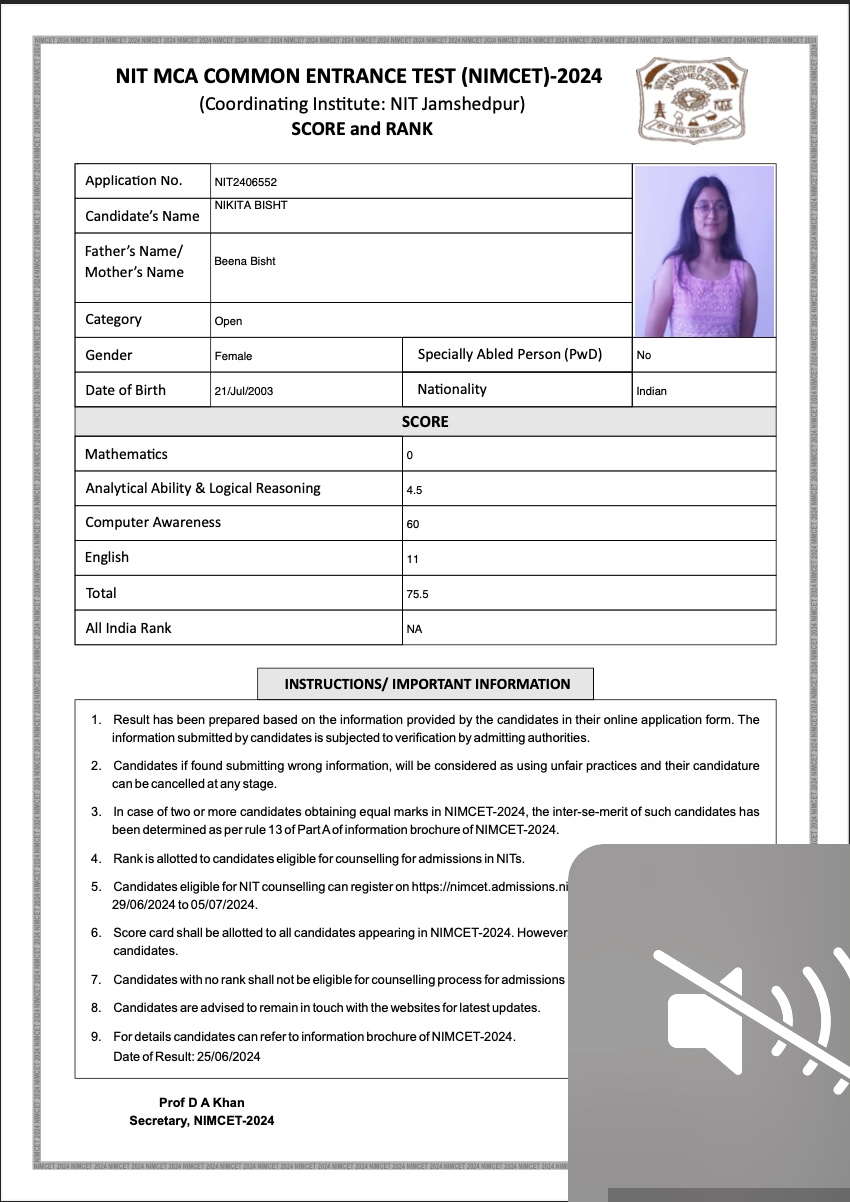 NIT MCA COMMON ENTRANCE TEST (NIMCET)-2024
(Coordinating Institute: NIT Jamshedpur)
SCORE and RANK
Application No. NIT2406552
Candidate's Name NIKITA BISHT
Father's Name/
Mother's Name Beena Bisht
Category Open
Gender Female Specially Abled Person (PwD) No
Date of Birth 21/Jul/2003 Nationality Indian
SCORE
Mathematics 0
Analytical Ability & Logical Reasoning 4.5
Computer Awareness 60
English 11
Total 75.5
All India Rank NA
INSTRUCTIONS/ IMPORTANT INFORMATION
1. Result has been prepared based on the information provided by the candidates in their online application form. The
information submitted by candidates is subjected to verification by admitting authorities.
2. Candidates if found submitting wrong information, will be considered as using unfair practices and their candidature
can be cancelled at any stage.
3. In case of two or more candidates obtaining equal marks in NIMCET-2024, the inter-se-merit of such candidates has
been determined as per rule 13 of Part A of information brochure of NIMCET-2024.
4. Rank is allotted to candidates eligible for counselling for admissions in NITs.
5. Candidates eligible for NIT counselling can register on https://nimcet.admissions.ni
29/06/2024 to 05/07/2024.
6. Score card shall be allotted to all candidates appearing in NIMCET-2024. However,
candidates.
7. Candidates with no rank shall not be eligible for counselling process for admissions
8. Candidates are advised to remain in touch with the websites for latest updates.
9. For details candidates can refer to information brochure of NIMCET-2024.
Date of Result: 25/06/2024
Prof D A Khan
Secretary, NIMCET-2024